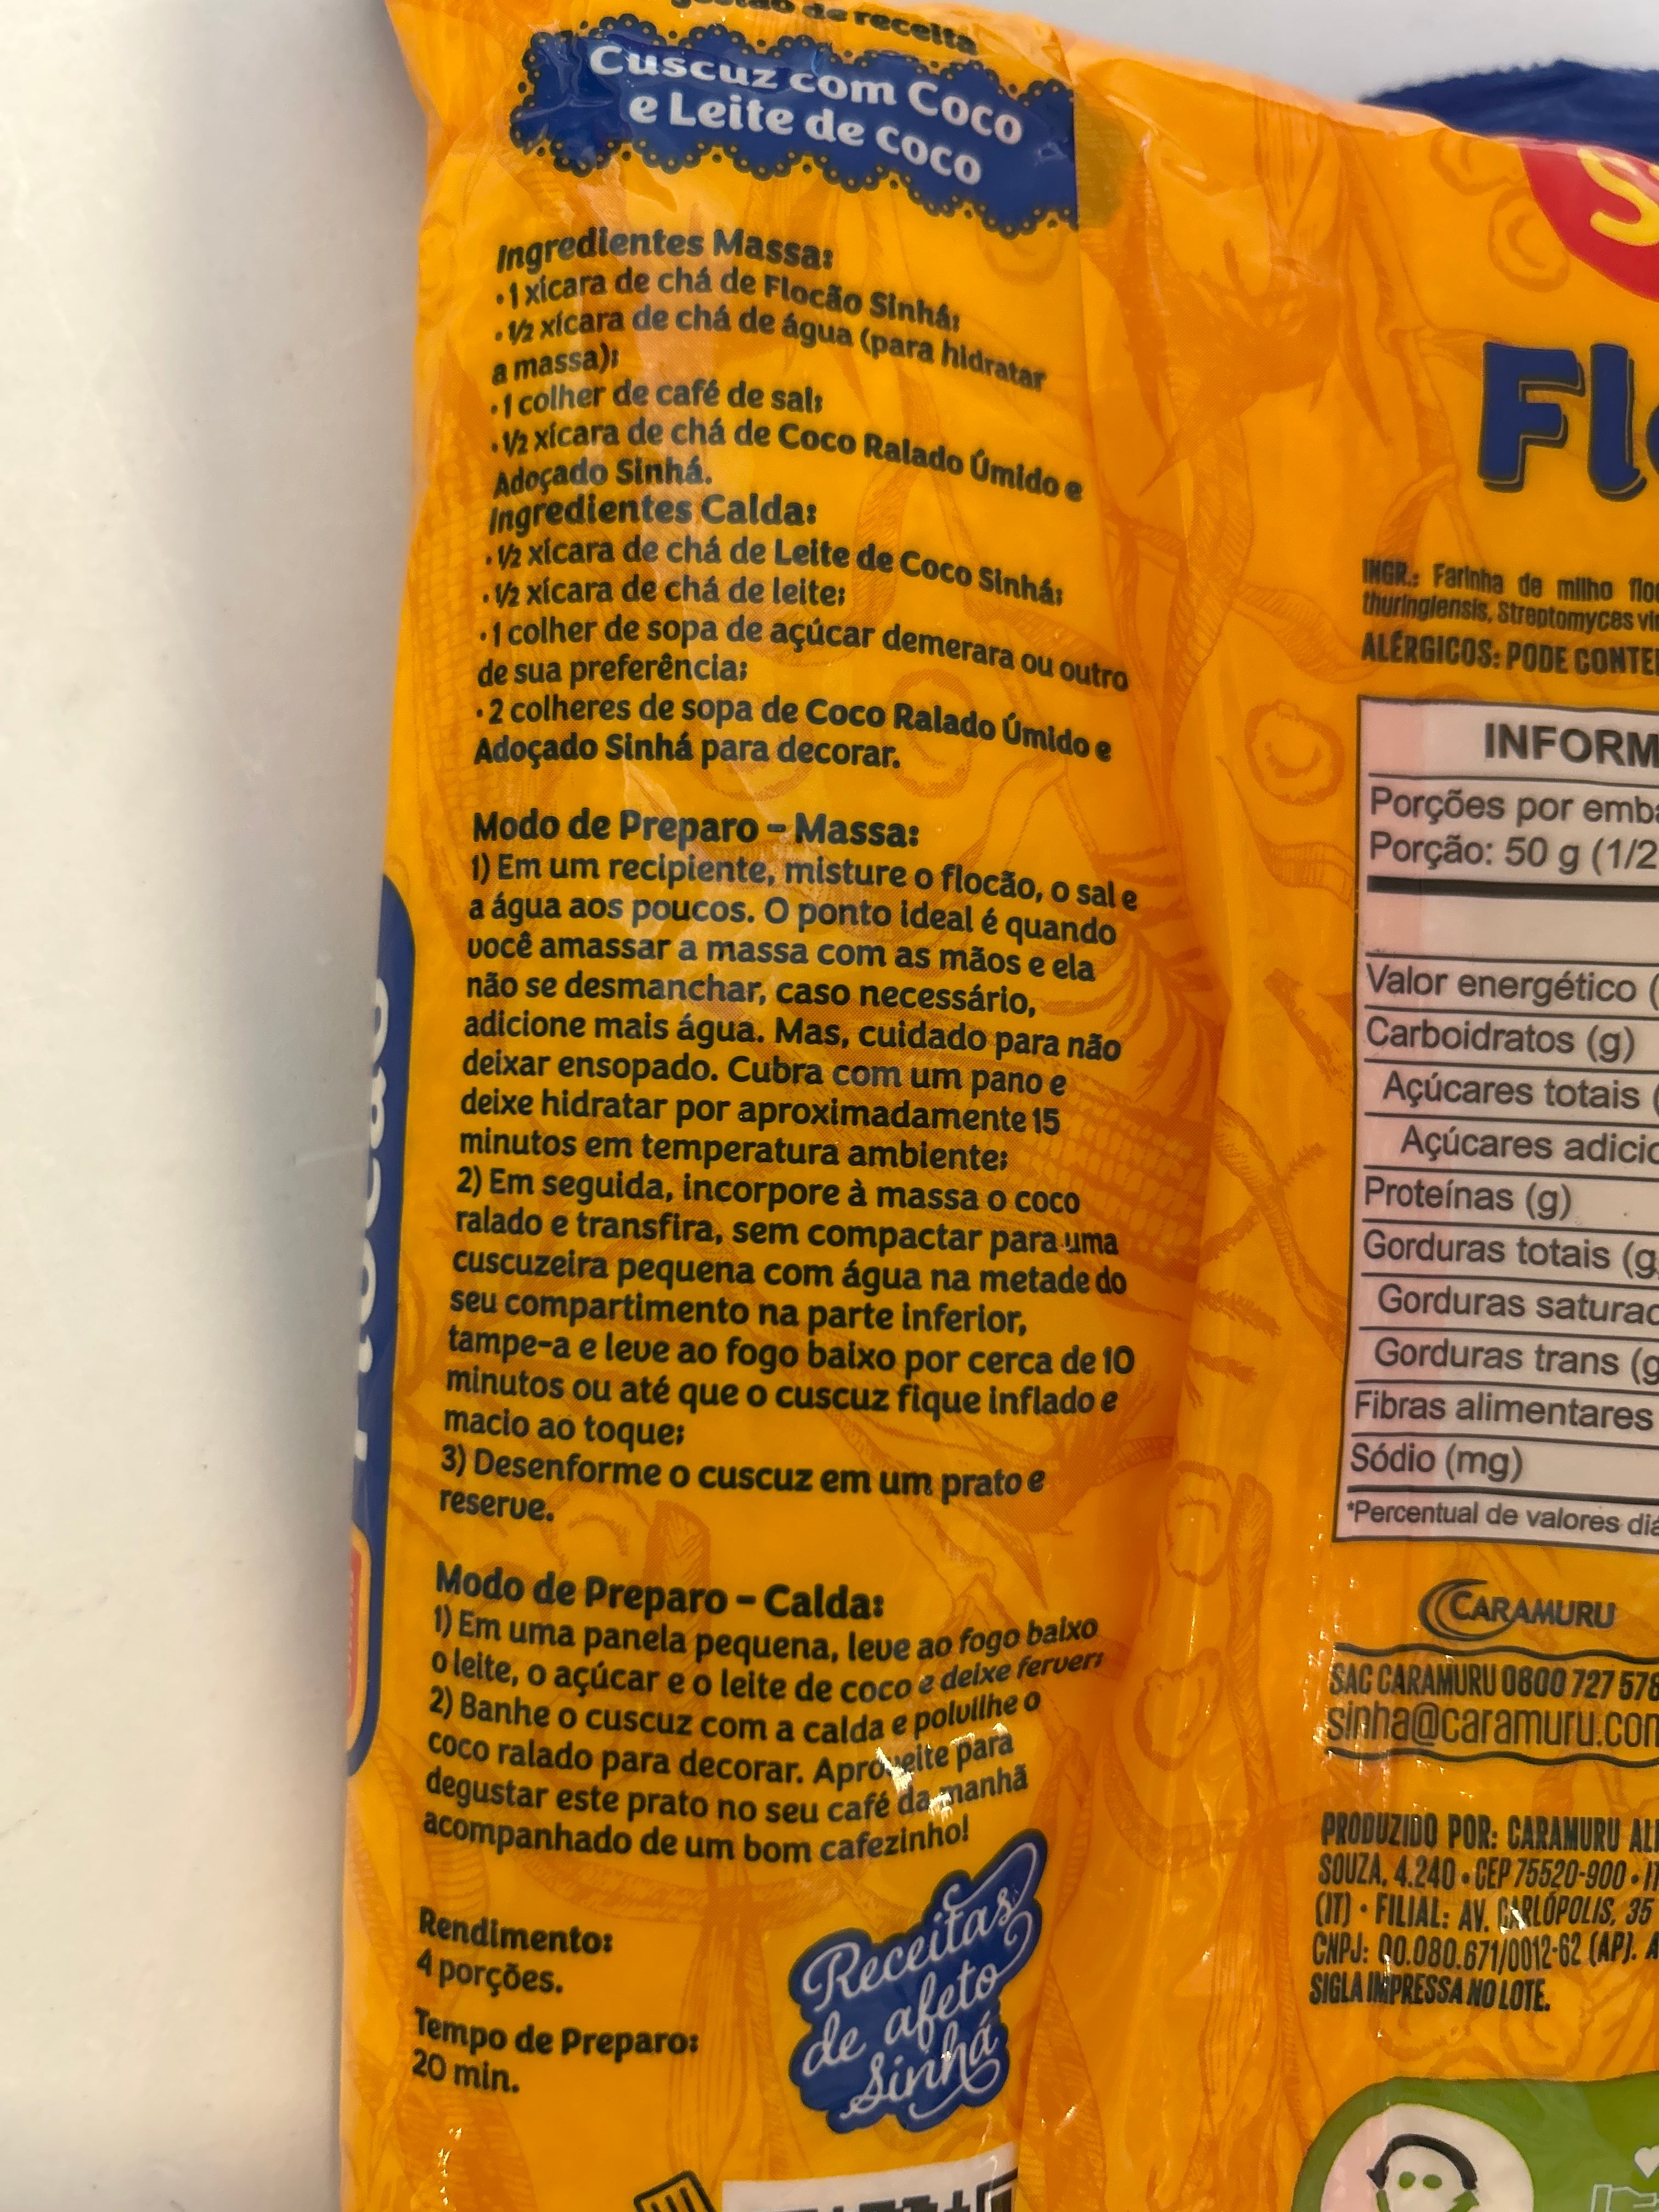 de receita
Cuscuz com Coco
e Leite de coco
Ingredientes Massa:
•1 xícara de chá de Flocão Sinhá;
•½ xícara de chá de água (para hidratar
a massa);
•1 colher de café de sal;
•½ xícara de chá de Coco Ralado Úmido e
Adoçado Sinhá.
Ingredientes Calda:
•½ xícara de chá de Leite de Coco Sinhá;
•½ xícara de chá de leite;
•1 colher de sopa de açúcar demerara ou outro
de sua preferência;
•2 colheres de sopa de Coco Ralado Úmido e
Adoçado Sinhá para decorar.
Modo de Preparo - Massa:
1) Em um recipiente, misture o flocão, o sal e
a água aos poucos. O ponto ideal é quando
você amassar a massa com as mãos e ela
não se desmanchar, caso necessário,
adicione mais água. Mas, cuidado para não
deixar ensopado. Cubra com um pano e
deixe hidratar por aproximadamente 15
minutos em temperatura ambiente;
2) Em seguida, incorpore à massa o coco
ralado e transfira, sem compactar para uma
cuscuzeira pequena com água na metade do
seu compartimento na parte inferior,
tampe-a e leve ao fogo baixo por cerca de 10
minutos ou até que o cuscuz fique inflado e
macio ao toque;
3) Desenforme o cuscuz em um prato e
reserve.
Modo de Preparo - Calda:
1) Em uma panela pequena, leve ao fogo baixo
o leite, o açúcar e o leite de coco e deixe ferver;
2) Banhe o cuscuz com a calda e polvilhe o
coco ralado para decorar. Aproveite para
degustar este prato no seu café da manhã
acompanhado de um bom cafezinho!
Rendimento:
4 porções.
Tempo de Preparo:
20 min.
Receitas
de afeto
Sinhá
Fl
INGR.: Farinha de milho
thuringiensis, Streptomyces
ALÉRGICOS: PODE
INFORM
Porções por
Porção: 50 g (1/2
Valor energético (
Carboidratos (g)
Açúcares totais (
Açúcares
Proteínas (g)
Gorduras totais (g
Gorduras
Gorduras trans (g
Fibras alimentares
Sódio (mg)
*Percentual de valores
CARAMURU
SAC CARAMURU 0800 727 578
sinha@caramuru.com
PRODUZIDO POR: CARAMURU
SOUZA, 4.240 • CEP 75520-900 •
(IT) • FILIAL: AV. CARLÓPOLIS, 35
CNPJ: 00.080.671/0012-62 (AP).
SIGLA IMPRESSA NO LOTE.